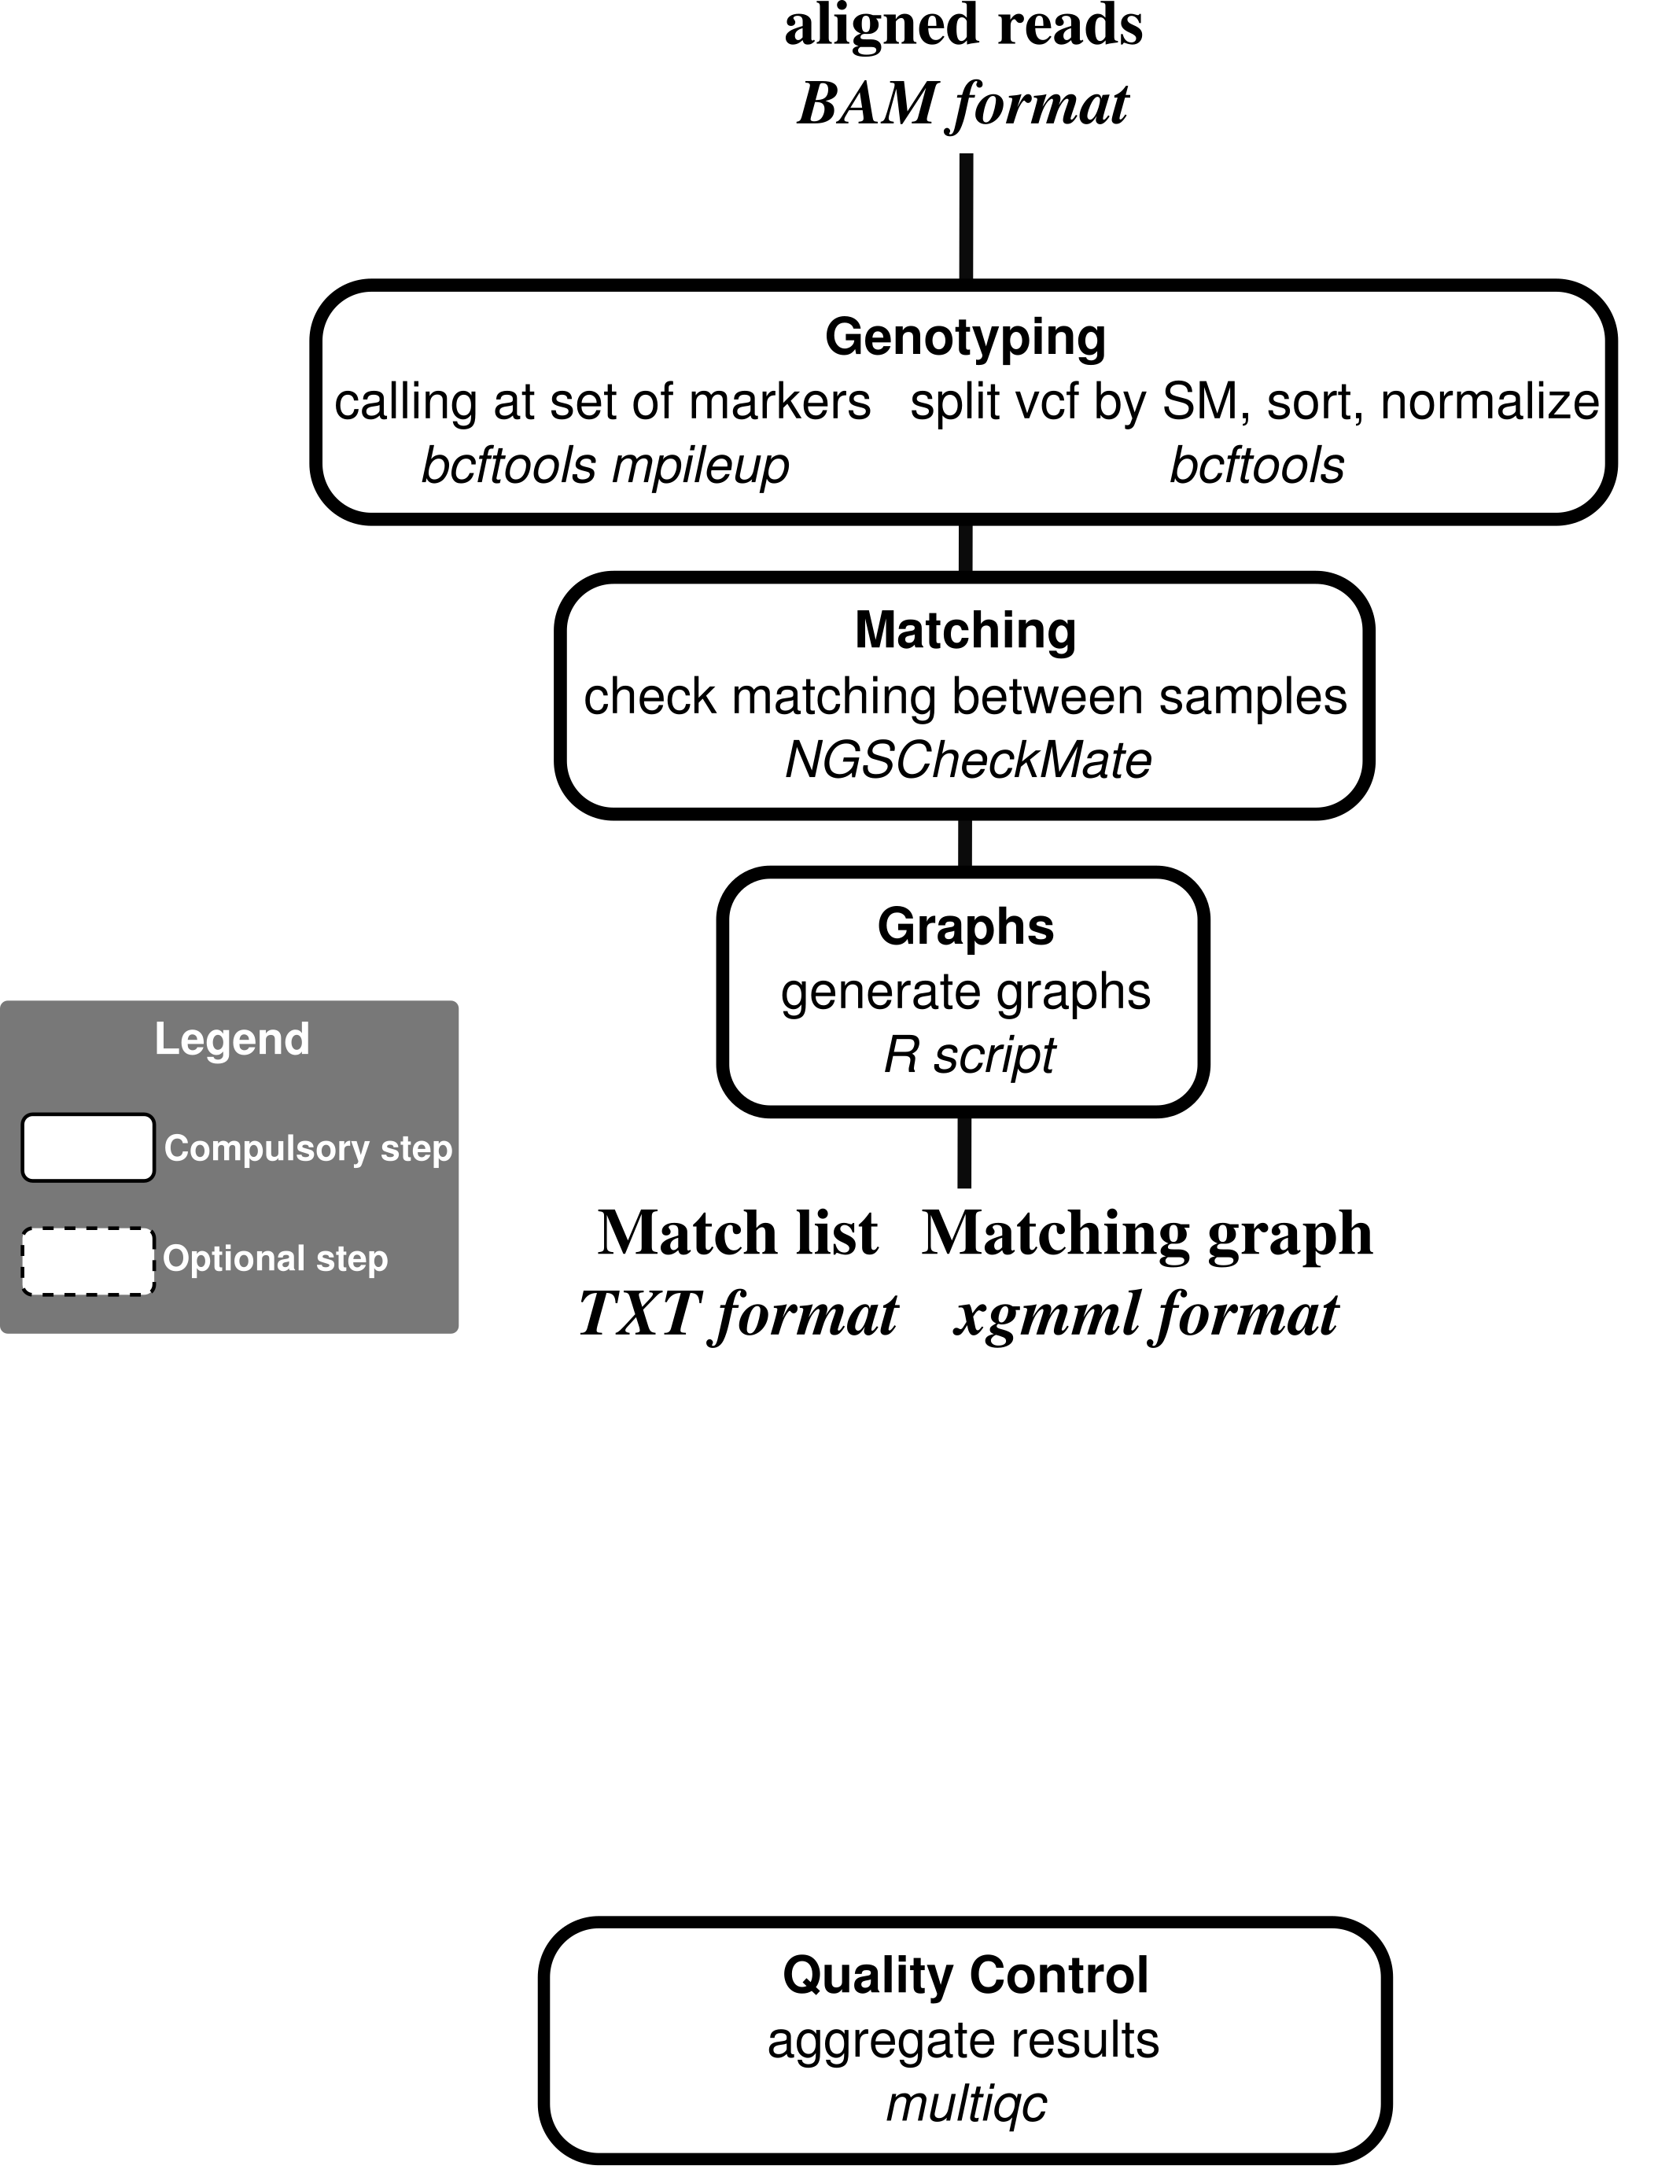 aligned reads
BAM format
Genotyping
calling at set of markers split vcf by SM, sort, normalize
bcftools mpileup bcftools
Matching
check matching between samples
NGSCheckMate
Graphs
generate graphs
R script
Legend
Compulsory step
Optional step
Match list Matching graph
TXT format xgmml format
Quality Control
aggregate results
multiqc